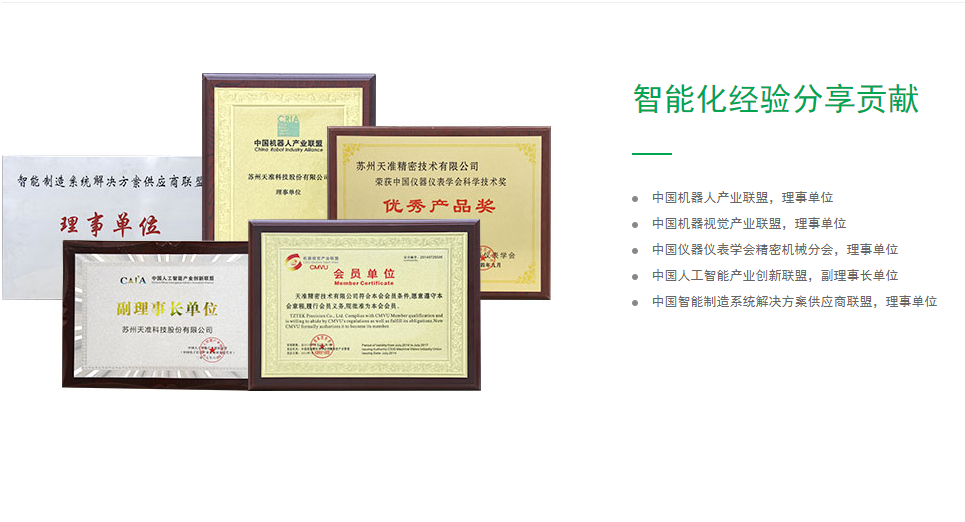 智能化经验分享贡献
中国机器人产业联盟，理事单位
中国机器视觉产业联盟，理事单位
中国仪器仪表学会精密机械分会，理事单位
中国人工智能产业创新联盟，副理事长单位
中国智能制造系统解决方案供应商联盟，理事单位
智能制造系统解决方案供应商联盟
理事单位
CRIA
中国机器人产业联盟
China Robot Industry Alliance
苏州天准科技股份有限公司
理事单位
苏州天准精密技术有限公司
荣获中国仪器仪表学会科学技术奖
优秀产品奖
中国人工智能产业创新联盟
副理事长单位
苏州天准科技股份有限公司
机器视觉产业联盟
CMVU
会员单位
Member Certificate
天准精密技术有限公司符合本会会员条件,愿意遵守本
会章程,履行会员义务,现批准为本会会员。
TZTEK Precision Co., Ltd. Complies with CMVU Member qualification and
is willing to abide by CMVU's regulations as well as fulfill its obligations.Now
CMVU formally authorizes it to become its member.